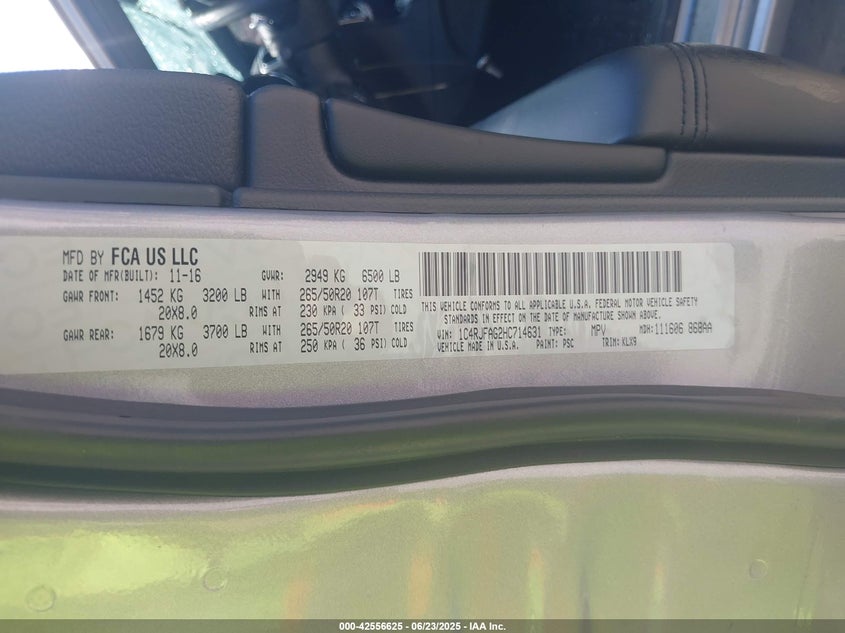 MFD BY FCA US LLC
DATE OF MFR(BUILT): 11-16 GVWR: 2949 KG 6500 LB
GAWR FRONT: 1452 KG 3200 LB WITH 265/50R20 107T TIRES
20X8.0 RIMS AT 230 KPA ( 33 PSI) COLD
GAWR REAR: 1679 KG 3700 LB WITH 265/50R20 107T TIRES
20X8.0 RIMS AT 250 KPA ( 36 PSI) COLD
THIS VEHICLE CONFORMS TO ALL APPLICABLE U.S.A. FEDERAL MOTOR VEHICLE SAFETY
STANDARDS IN EFFECT ON THE DATE OF MANUFACTURE SHOWN ABOVE.
VIN: 1C4RJFAG2HC714631 TYPE: MPV MDH: 111606 868AA
VEHICLE MADE IN U.S.A. PAINT: PSC TRIM: KLX9
000-42556625 - 06/23/2025 - IAA Inc.